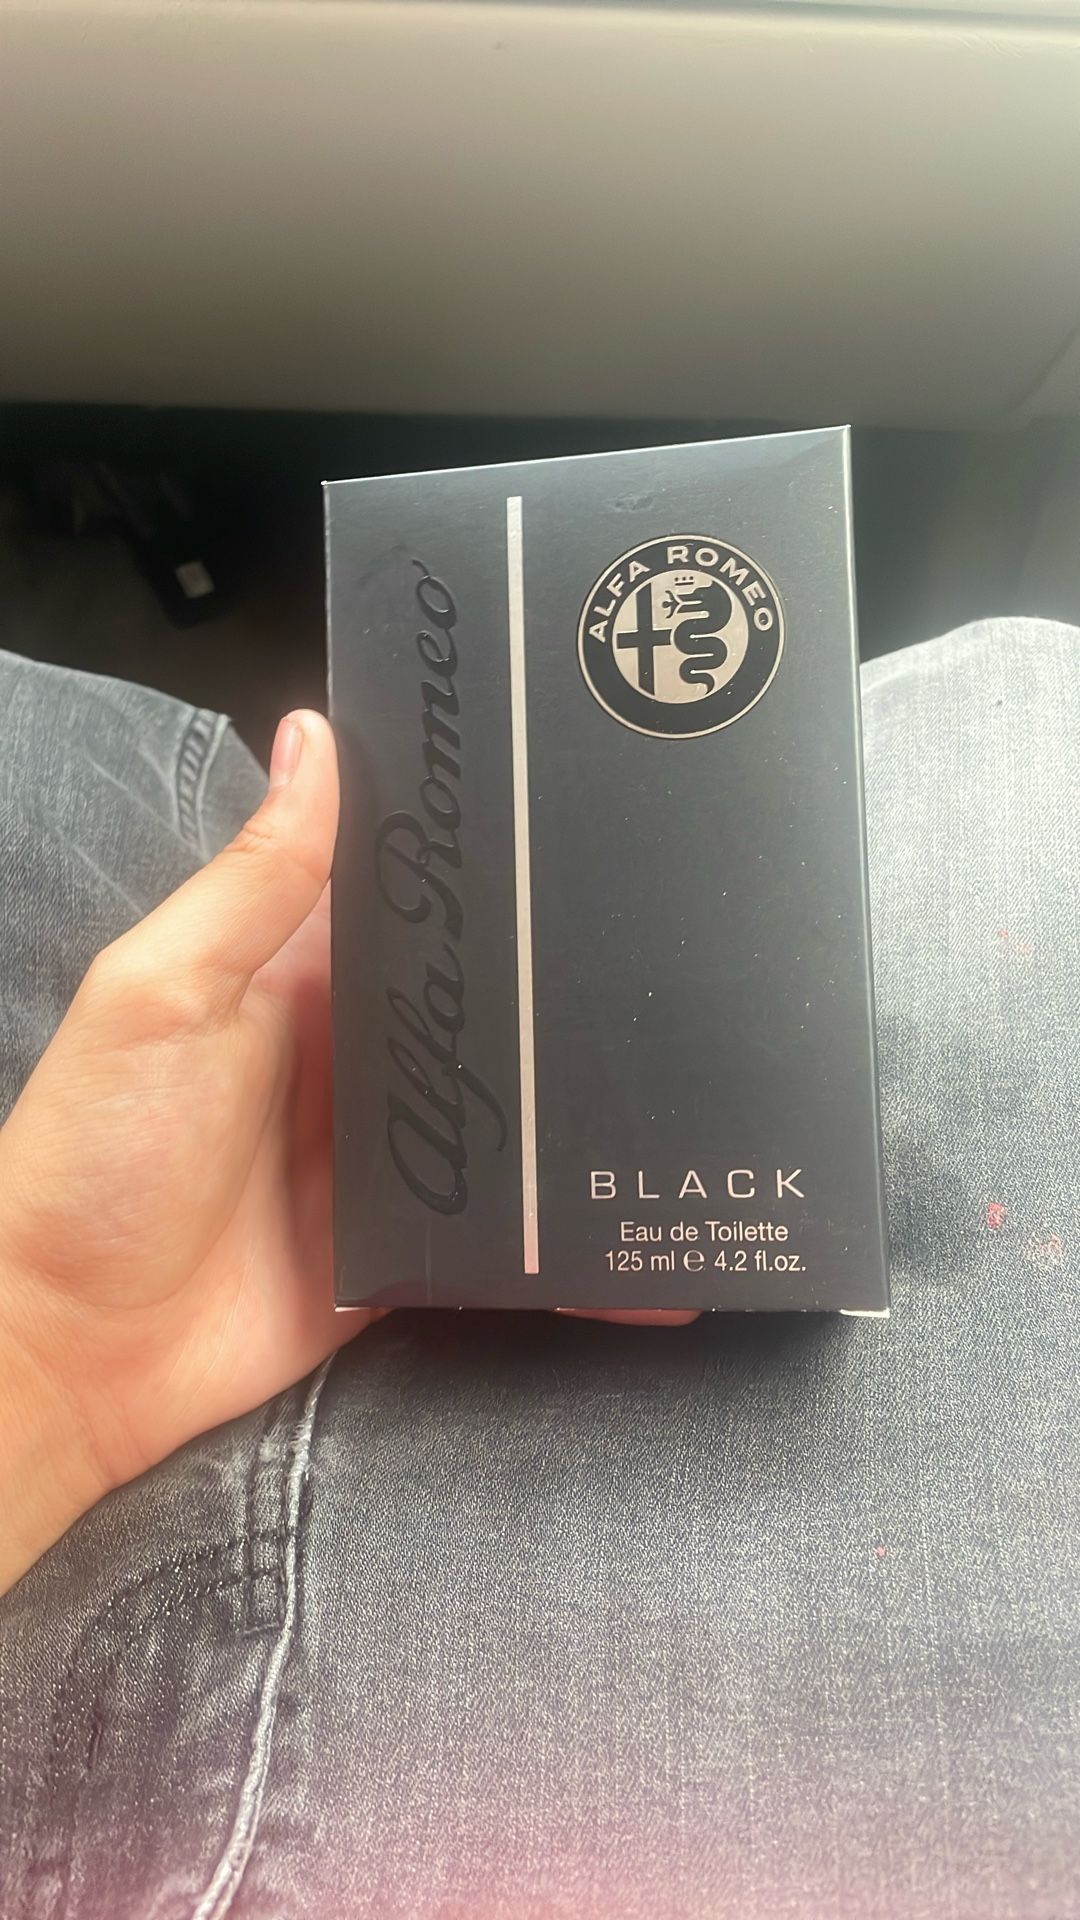 Alfa Romeo
ALFA ROMEO
BLACK
Eau de Toilette
125 ml ℮ 4.2 fl.oz.